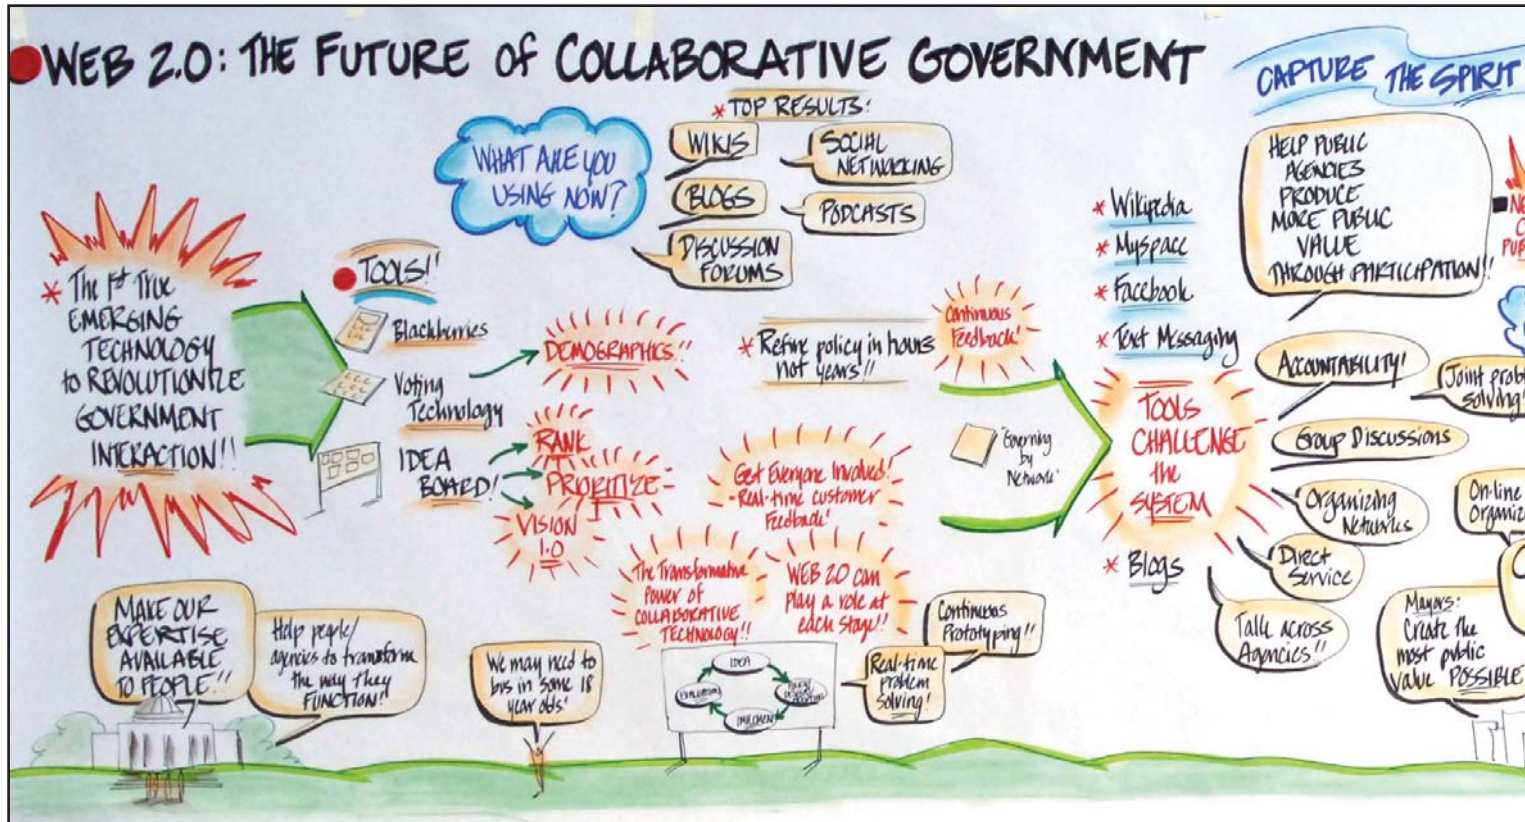 WEB 2.0: THE FUTURE of COLLABORATIVE GOVERNMENT
CAPTURE THE SPIRIT
* TOP RESULTS!
WHAT ARE YOU
USING NOW?
WIKIS
SOCIAL
NETWORKING
BLOGS
PODCASTS
DISCUSSION
FORUMS
* The 1st True
EMERGING
TECHNOLOGY
to REVOLUTIONIZE
GOVERNMENT
INTERACTION!!
TOOLS!!
Blackberries
Voting
Technology
IDEA
BOARD!
DEMOGRAPHICS!!
RANK
PRIORITIZE
VISION
1.0
* Refine policy in hours
not years!!
Continuous
Feedback!
Get Everyone Involved!
- Real-time customer
Feedback!
The Transformative
Power of
COLLABORATIVE
TECHNOLOGY!!
WEB 2.0 can
play a role at
each stage!!
"Governing
by
Network"
* Wikipedia
* Myspace
* Facebook
* Text Messaging
TOOLS
CHALLENGE
the
SYSTEM
* Blogs
HELP PUBLIC
AGENCIES
PRODUCE
MORE PUBLIC
VALUE
THROUGH PARTICIPATION!!
ACCOUNTABILITY!
Joint
solving!
Group Discussions
Organizing
Networks
On-line
Direct
Service
Talk across
Agencies!!
Mayors:
Create the
most public
value POSSIBLE
MAKE OUR
EXPERTISE
AVAILABLE
TO PEOPLE!!
Help people/
agencies to transform
the way they
FUNCTION!
We may need to
bus in some 18
year olds!
IDEA
EVALUATION
IMPLEMENT
Real-time
problem
solving!
Continuous
Prototyping!!